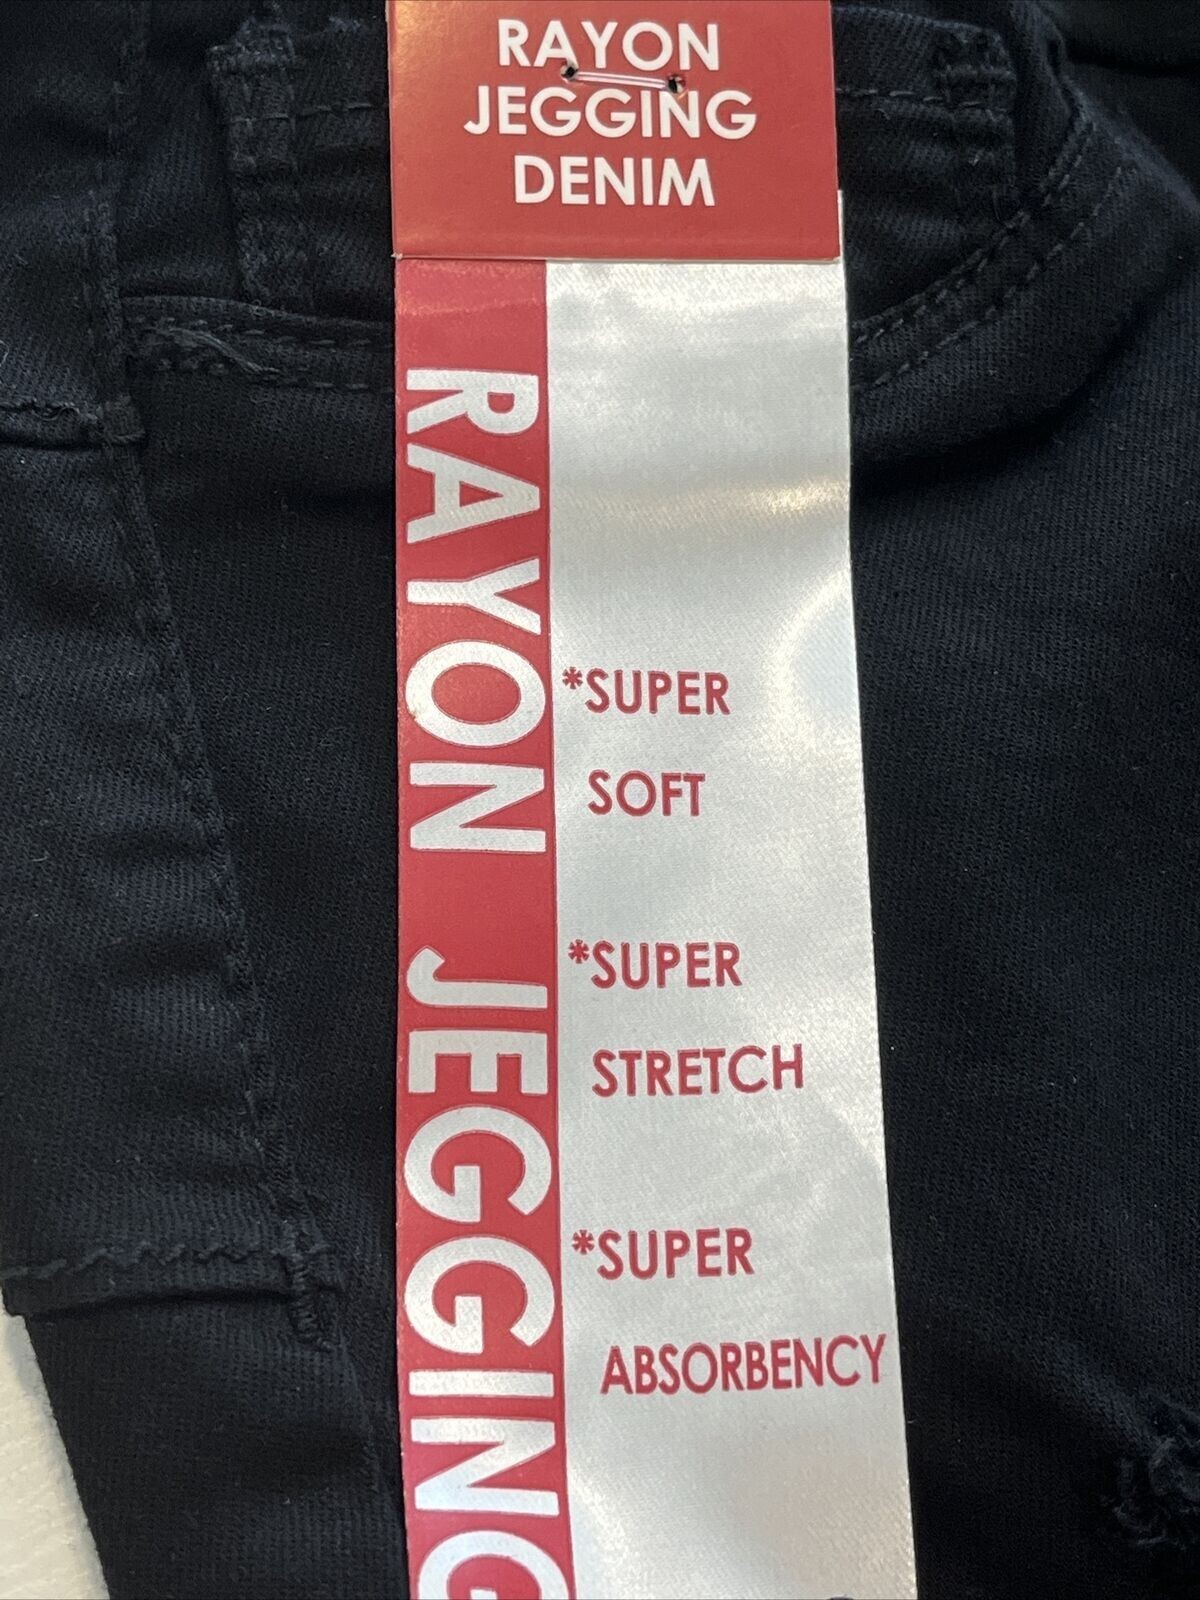 RAYON
JEGGING
DENIM
RAYON JEGGING
*SUPER
SOFT
*SUPER
STRETCH
*SUPER
ABSORBENCY